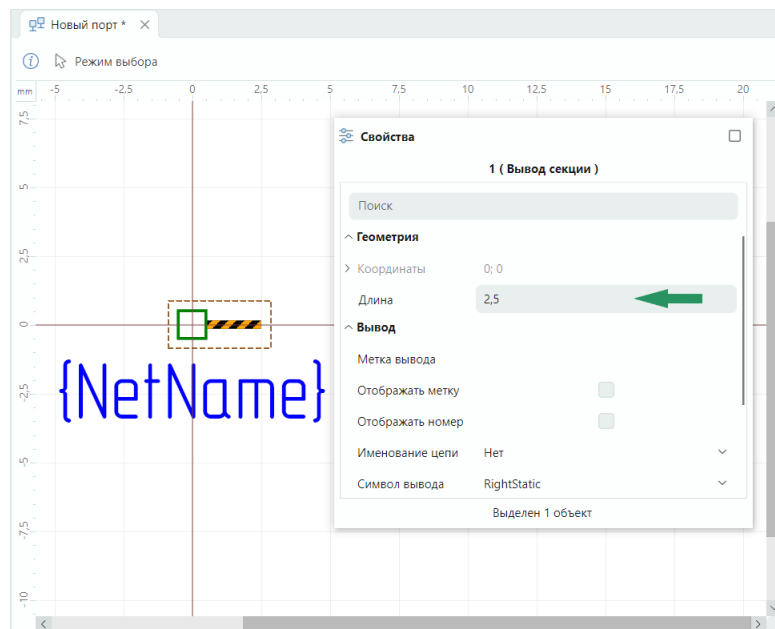 Новый порт *
Режим выбора
mm -5 -2,5 0 2,5 5 7,5 10 12,5 15 17,5 20
7,5
5
2,5
0
-2,5
-5
-7,5
-10
{NetName}
Свойства
1 ( Вывод секции )
Поиск
Геометрия
Координаты 0; 0
Длина 2,5
Вывод
Метка вывода
Отображать метку
Отображать номер
Именование цепи Нет
Символ вывода RightStatic
Выделен 1 объект